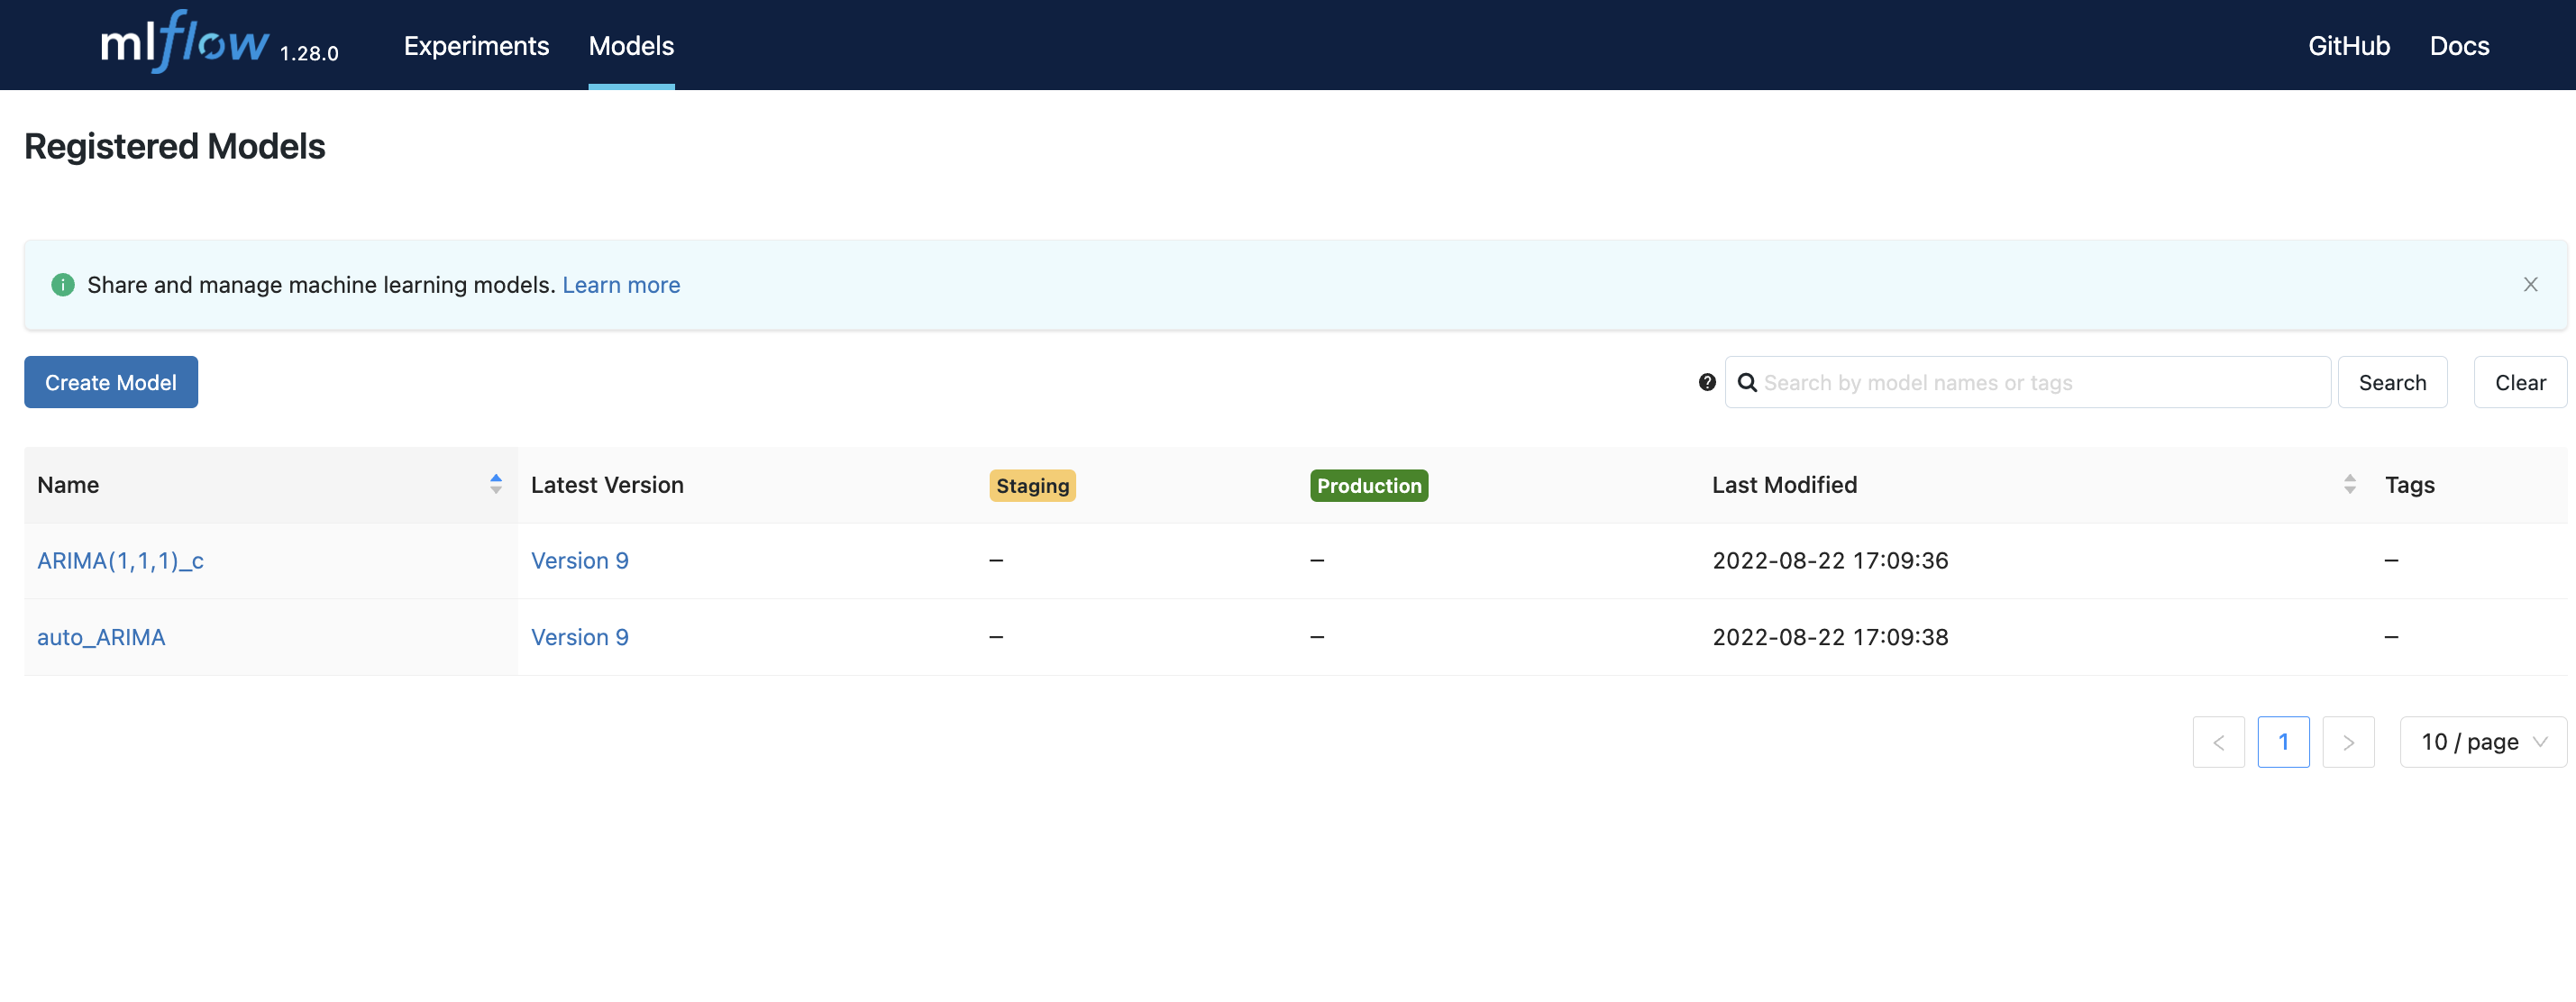 mlflow 1.28.0 Experiments Models GitHub Docs
Registered Models
Share and manage machine learning models. Learn more
Create Model Search by model names or tags Search Clear
Name Latest Version Staging Production Last Modified Tags
ARIMA(1,1,1)_c Version 9 – – 2022-08-22 17:09:36 –
auto_ARIMA Version 9 – – 2022-08-22 17:09:38 –
< 1 > 10 / page